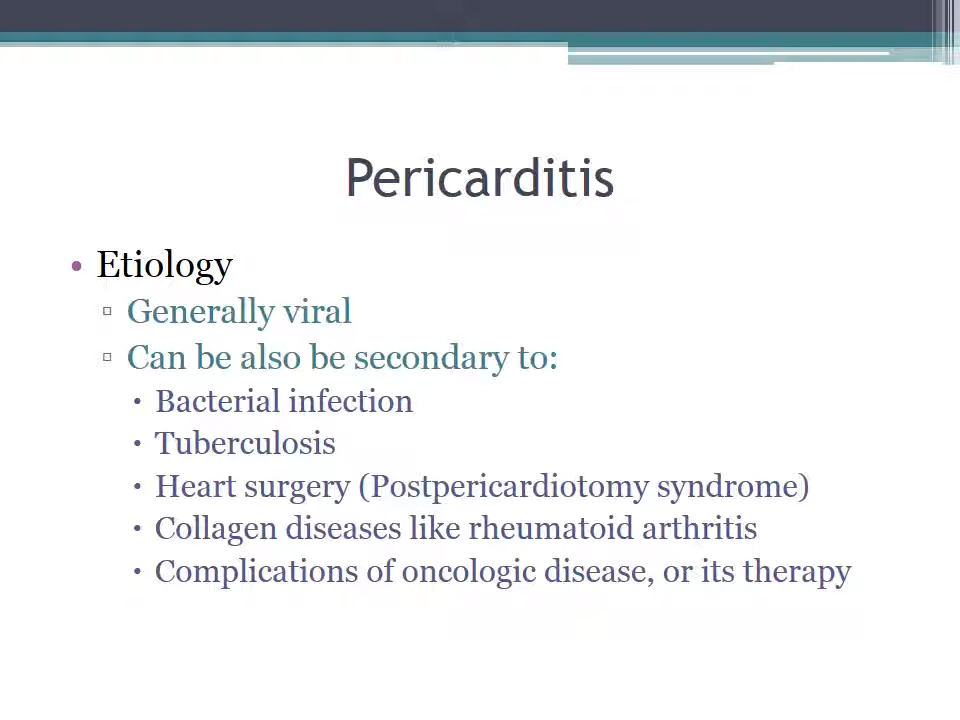 Pericarditis
• Etiology
▫ Generally viral
▫ Can be also be secondary to:
▪ Bacterial infection
▪ Tuberculosis
▪ Heart surgery (Postpericardiotomy syndrome)
▪ Collagen diseases like rheumatoid arthritis
▪ Complications of oncologic disease, or its therapy